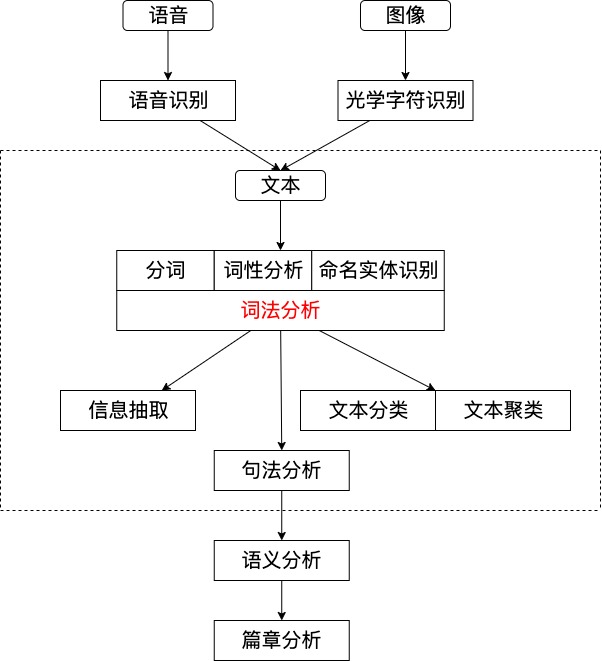 语音
图像
语音识别
光学字符识别
文本
分词
词性分析
命名实体识别
词法分析
信息抽取
文本分类
文本聚类
句法分析
语义分析
篇章分析